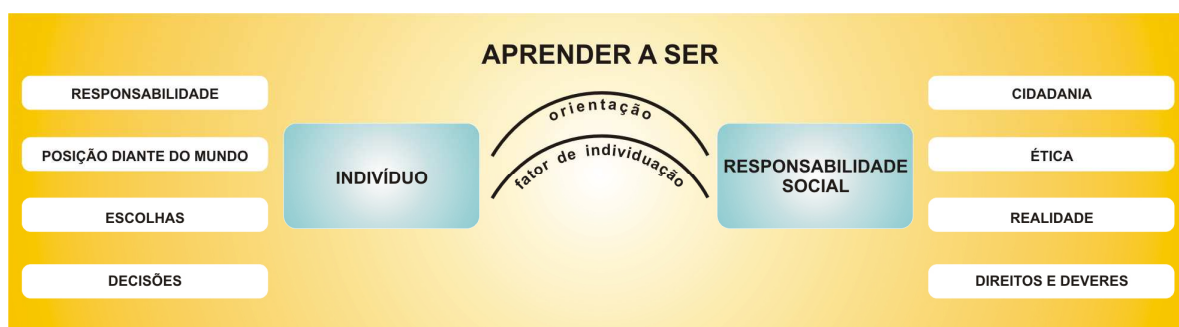 APRENDER A SER
RESPONSABILIDADE
POSIÇÃO DIANTE DO MUNDO
ESCOLHAS
DECISÕES
INDIVÍDUO
orientação
fator de individuação
RESPONSABILIDADE
SOCIAL
CIDADANIA
ÉTICA
REALIDADE
DIREITOS E DEVERES